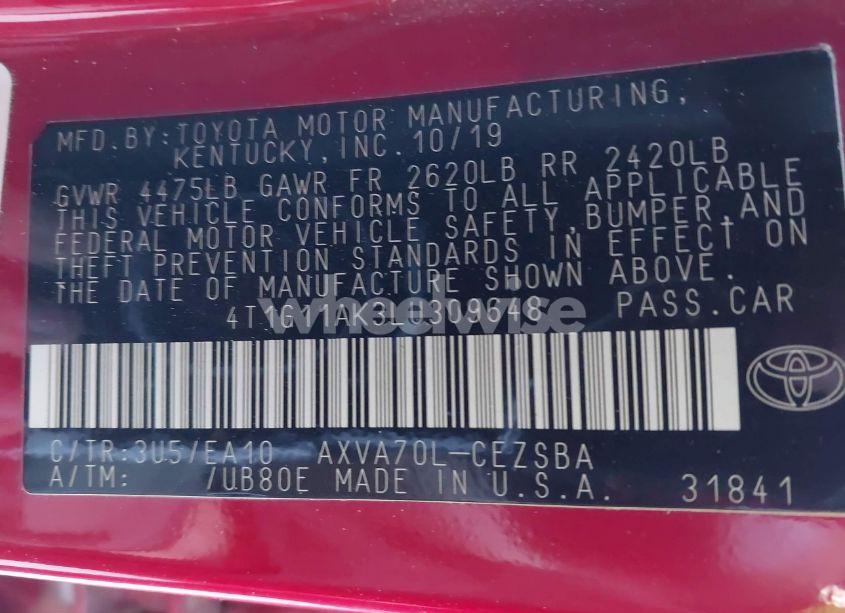 MFD.BY:TOYOTA MOTOR MANUFACTURING,
KENTUCKY,INC. 10/19
GVWR 4475LB GAWR FR 2620LB RR 2420LB
THIS VEHICLE CONFORMS TO ALL APPLICABLE
FEDERAL MOTOR VEHICLE SAFETY,BUMPER,AND
THEFT PREVENTION STANDARDS IN EFFECT ON
THE DATE OF MANUFACTURE SHOWN ABOVE.
4T1G11AK3LU309648 PASS.CAR
wheelwise
C/TR:3U5/EA10 AXVA70L-CEZSBA
A/TM: /UB80E MADE IN U.S.A. 31841